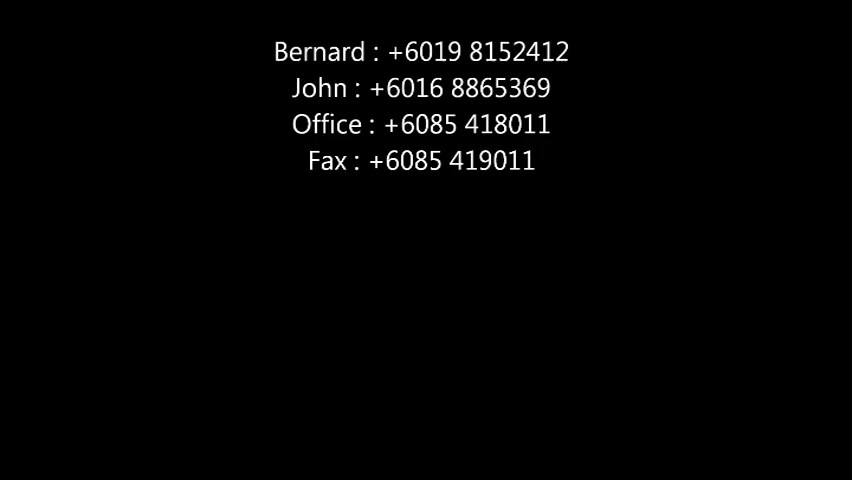 Bernard : +6019 8152412
John : +6016 8865369
Office : +6085 418011
Fax : +6085 419011